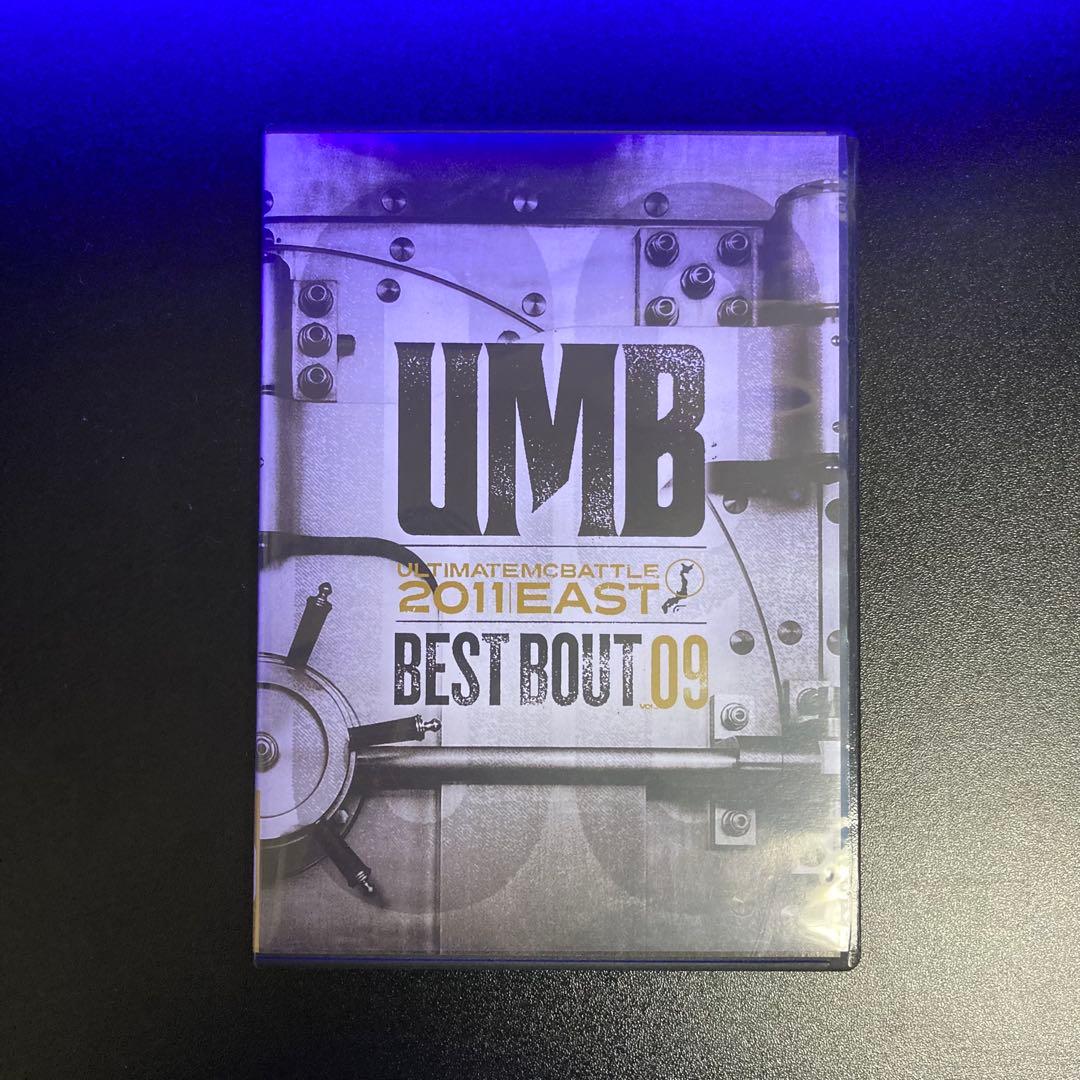 UMB
ULTIMATEMCBATTLE
2011||EAST
BEST BOUT VOL.09